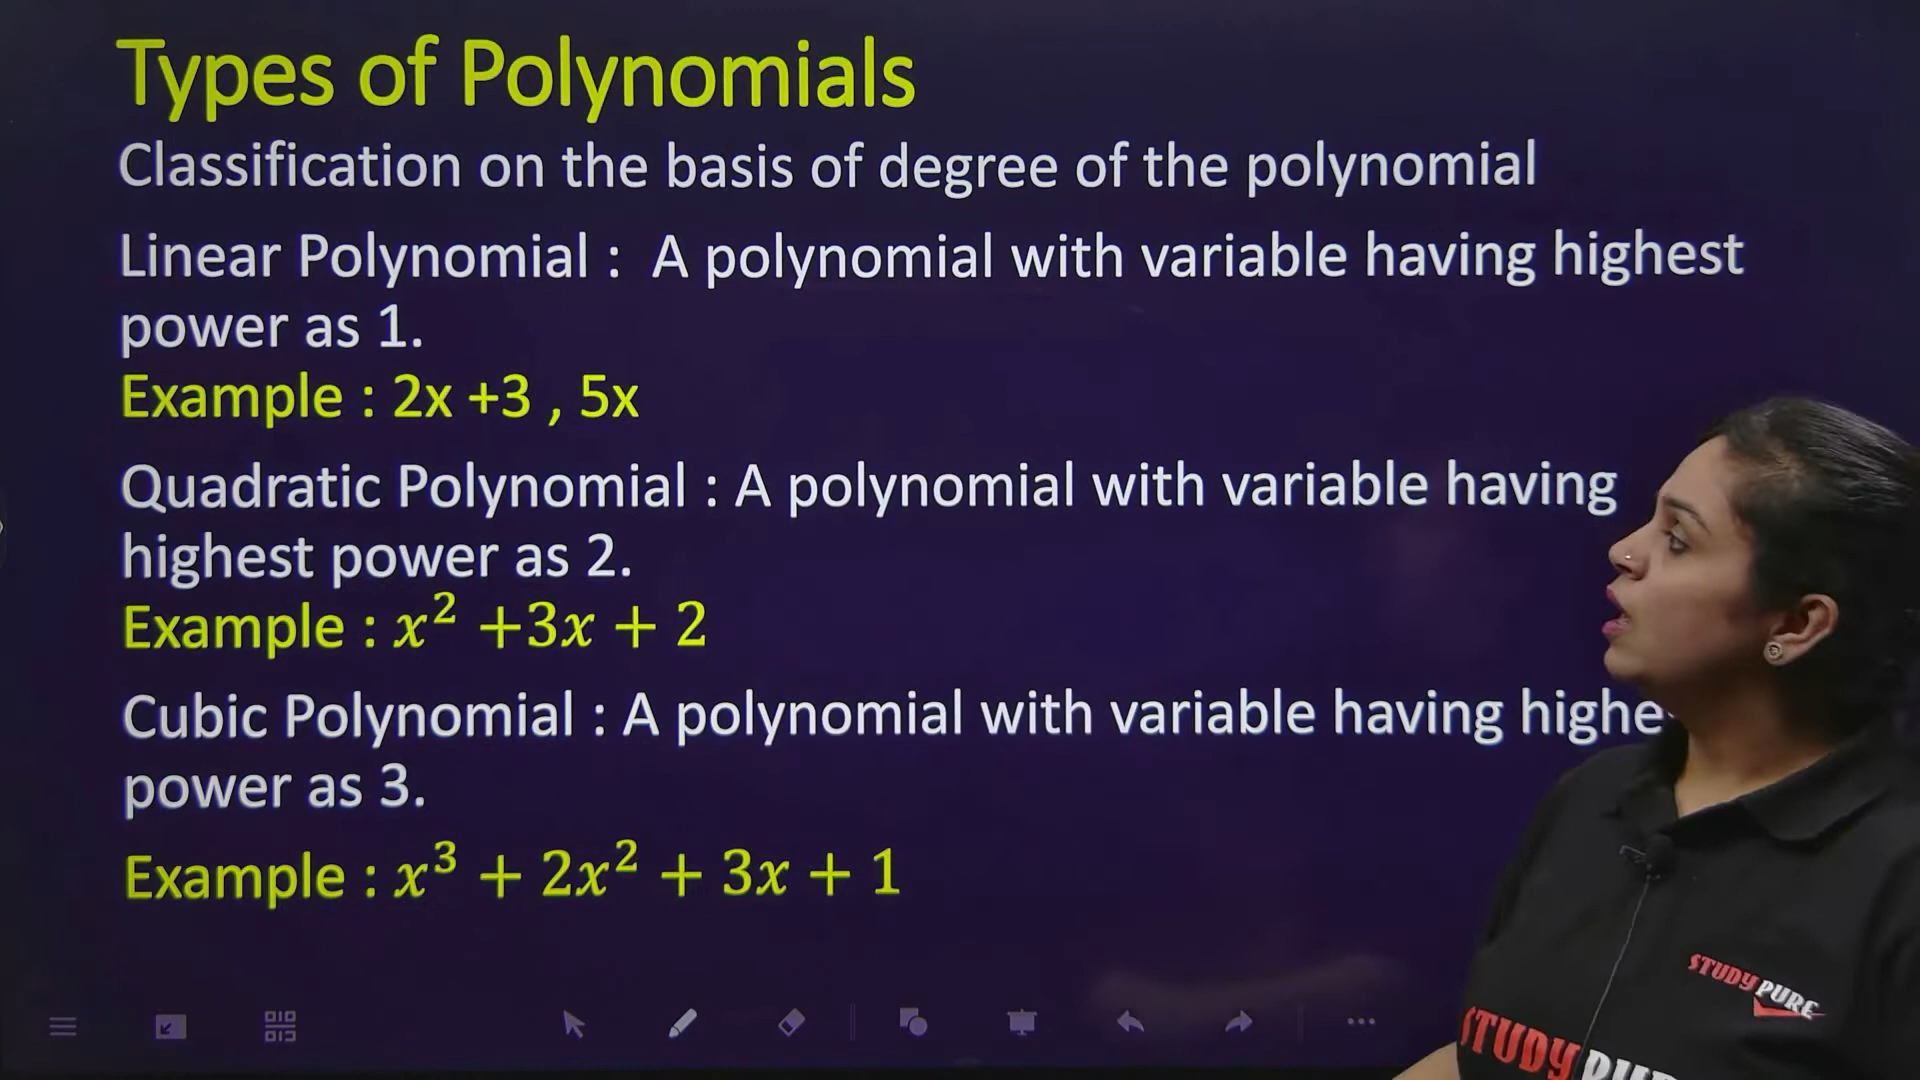 Types of Polynomials
Classification on the basis of degree of the polynomial
Linear Polynomial :  A polynomial with variable having highest
power as 1.
Example : 2x +3 , 5x
Quadratic Polynomial : A polynomial with variable having
highest power as 2.
Example : x² +3x + 2
Cubic Polynomial : A polynomial with variable having highe
power as 3.
Example : x³ + 2x² + 3x + 1
STUDY PURE
STUDY